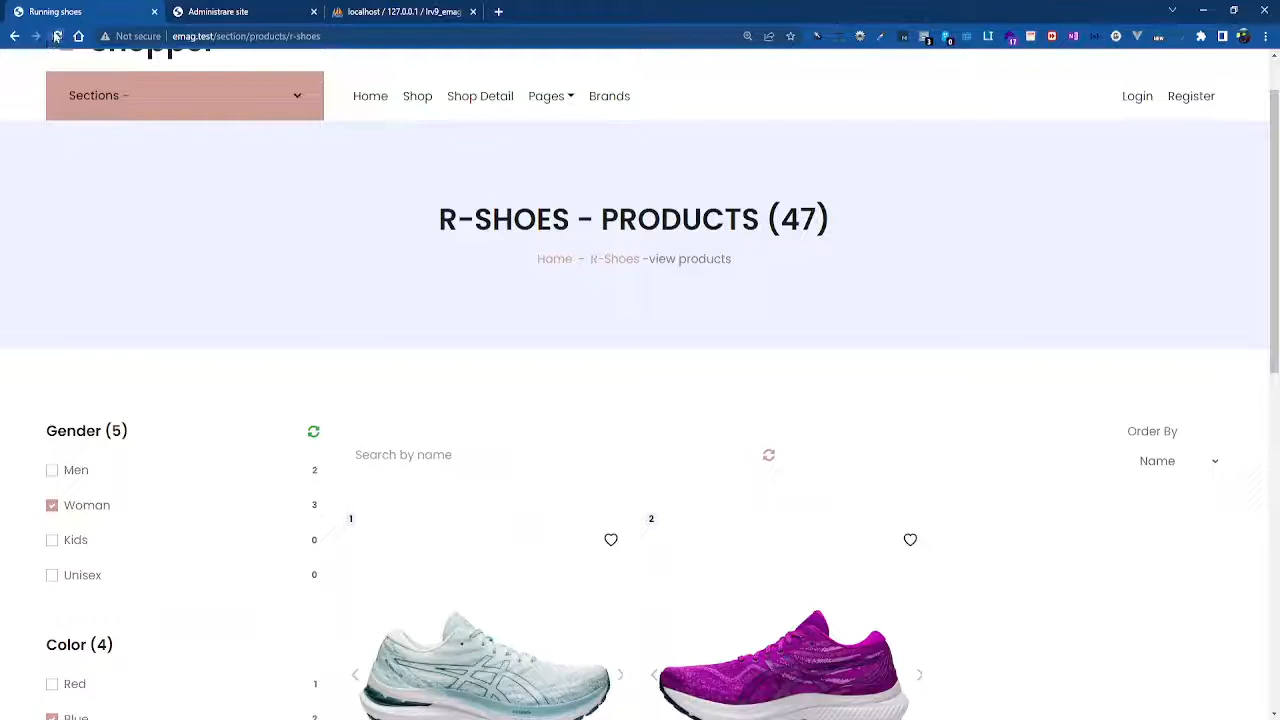 Running shoes
Administrare site
localhost / 127.0.0.1 / lrv9_emag
Not secure
emag.test/section/products/r-shoes
Sections –
Home
Shop
Shop Detail
Pages
Brands
Login
Register
R-SHOES - PRODUCTS (47)
Home - R-Shoes -view products
Gender (5)
Men 2
Woman 3
Kids 0
Unisex 0
Color (4)
Red 1
Blue 2
Search by name
Order By
Name
1
2